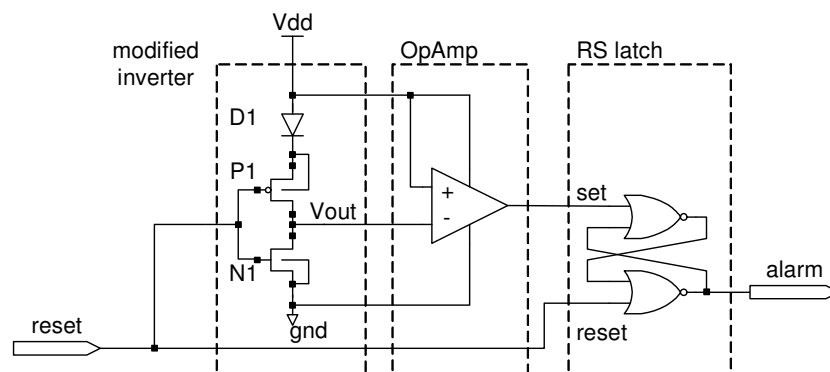 Vdd
modified
inverter
OpAmp
RS latch
D1
P1
Vout
+
-
set
N1
alarm
reset
gnd
reset